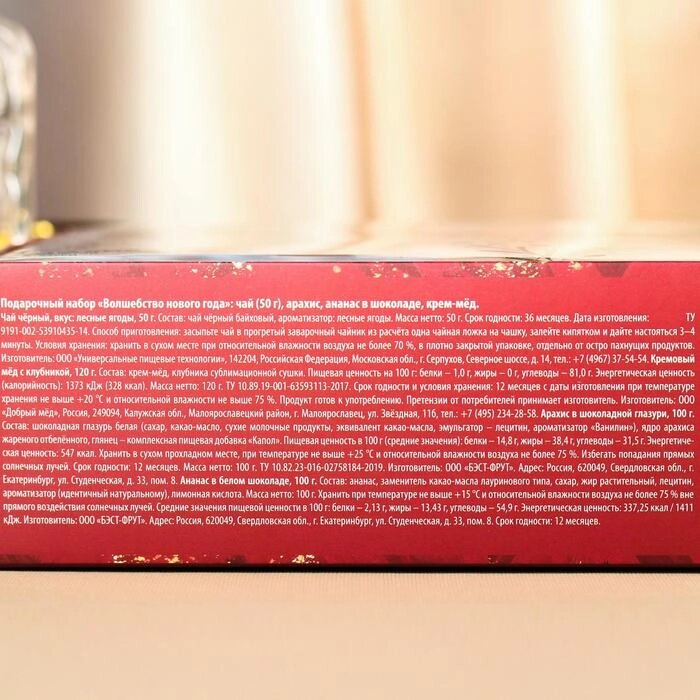 Подарочный набор «Волшебство нового года»: чай (50 г), арахис, ананас в шоколаде, крем-мёд.
Чай чёрный, вкус: лесные ягоды, 50 г. Состав: чай чёрный байховый, ароматизатор: лесные ягоды. Масса нетто: 50 г. Срок годности: 36 месяцев. Дата изготовления: ТУ
9191-002-53910435-14. Способ приготовления: засыпьте чай в прогретый заварочный чайник из расчёта одна чайная ложка на чашку, залейте кипятком и дайте настояться 3–4
минуты. Условия хранения: хранить в сухом месте при относительной влажности воздуха не более 70 %, в плотно закрытой упаковке, отдельно от остро пахнущих продуктов.
Изготовитель: ООО «Универсальные пищевые технологии», 142204, Российская Федерация, Московская обл., г. Серпухов, Северное шоссе, д. 14, тел.: +7 (4967) 37-54-54. Кремовый
мёд с клубникой, 120 г. Состав: крем-мёд, клубника сублимационной сушки. Пищевая ценность на 100 г: белки – 1,0 г, жиры – 0 г, углеводы – 81,0 г. Энергетическая ценность
(калорийность): 1373 кДж (328 ккал). Масса нетто: 120 г. ТУ 10.89.19-001-63593113-2017. Срок годности и условия хранения: 12 месяцев с даты изготовления при температуре
хранения не выше +20 °С и относительной влажности не выше 75 %. Продукт готов к употреблению. Претензии от потребителей принимает изготовитель. Изготовитель: ООО
«Добрый мёд», Россия, 249094, Калужская обл., Малоярославецкий район, г. Малоярославец, ул. Звёздная, 116, тел.: +7 (495) 234-28-58. Арахис в шоколадной глазури, 100 г.
Состав: шоколадная глазурь белая (сахар, какао-масло, сухие молочные продукты, эквивалент какао-масла, эмульгатор – лецитин, ароматизатор «Ванилин»), ядро арахиса
жареного отбелённого, глянец – комплексная пищевая добавка «Капол». Пищевая ценность в 100 г (средние значения): белки – 14,8 г, жиры – 38,4 г, углеводы – 31,5 г. Энергетиче-
ская ценность: 547 ккал. Хранить в сухом прохладном месте, при температуре не выше +25 °С и относительной влажности воздуха не более 75 %. Избегать попадания прямых
солнечных лучей. Срок годности: 12 месяцев. Масса нетто: 100 г. ТУ 10.82.23-016-02758184-2019. Изготовитель: ООО «БЭСТ-ФРУТ». Адрес: Россия, 620049, Свердловская обл., г.
Екатеринбург, ул. Студенческая, д. 33, пом. 8. Ананас в белом шоколаде, 100 г. Состав: ананас, заменитель какао-масла лауринового типа, сахар, жир растительный, лецитин,
ароматизатор (идентичный натуральному), лимонная кислота. Масса нетто: 100 г. Хранить при температуре не выше +15 °С и относительной влажности воздуха не более 75 % вне
прямого воздействия солнечных лучей. Средние значения пищевой ценности в 100 г: белки – 2,13 г, жиры – 13,43 г, углеводы – 54,9 г. Энергетическая ценность: 337,25 ккал / 1411
кДж. Изготовитель: ООО «БЭСТ-ФРУТ». Адрес: Россия, 620049, Свердловская обл., г. Екатеринбург, ул. Студенческая, д. 33, пом. 8. Срок годности: 12 месяцев.